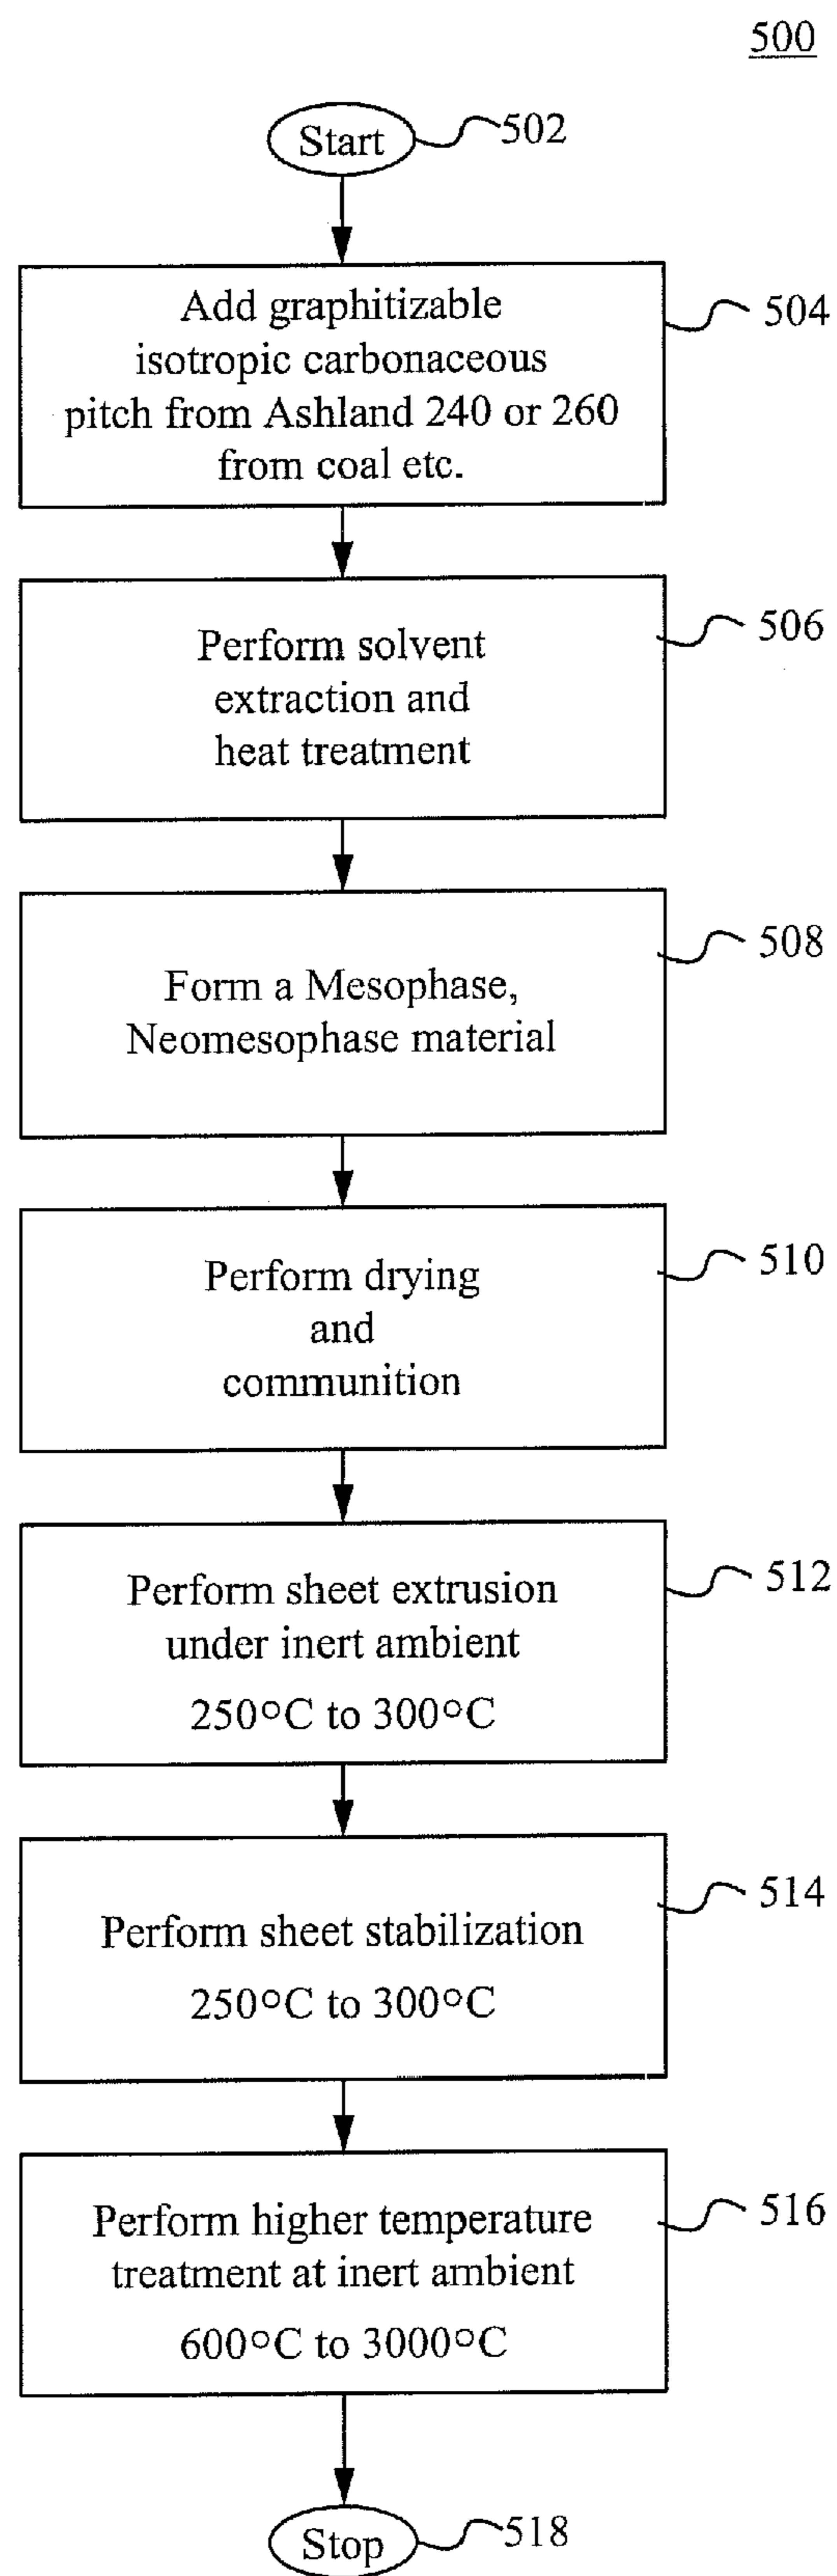 500
Start
502
Add graphitizable
isotropic carbonaceous
pitch from Ashland 240 or 260
from coal etc.
504
Perform solvent
extraction and
heat treatment
506
Form a Mesophase,
Neomesophase material
508
Perform drying
and
communition
510
Perform sheet extrusion
under inert ambient
250°C to 300°C
512
Perform sheet stabilization
250°C to 300°C
514
Perform higher temperature
treatment at inert ambient
600°C to 3000°C
516
Stop
518